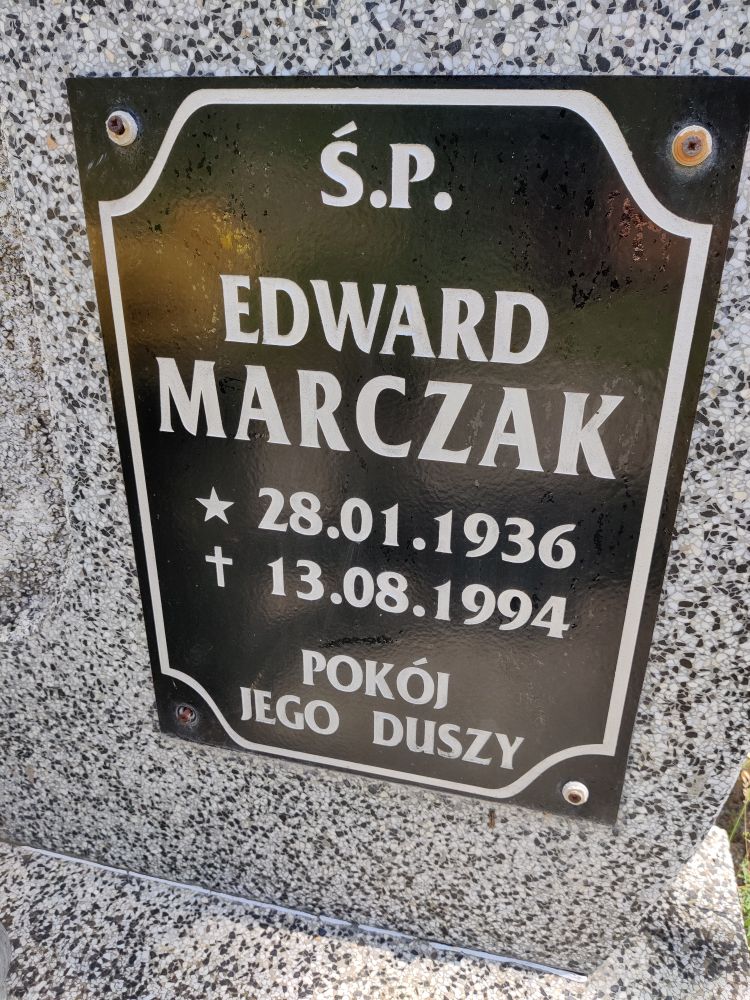 Ś.P.
EDWARD
MARCZAK
★ 28.01.1936
✝ 13.08.1994
POKÓJ
JEGO DUSZY